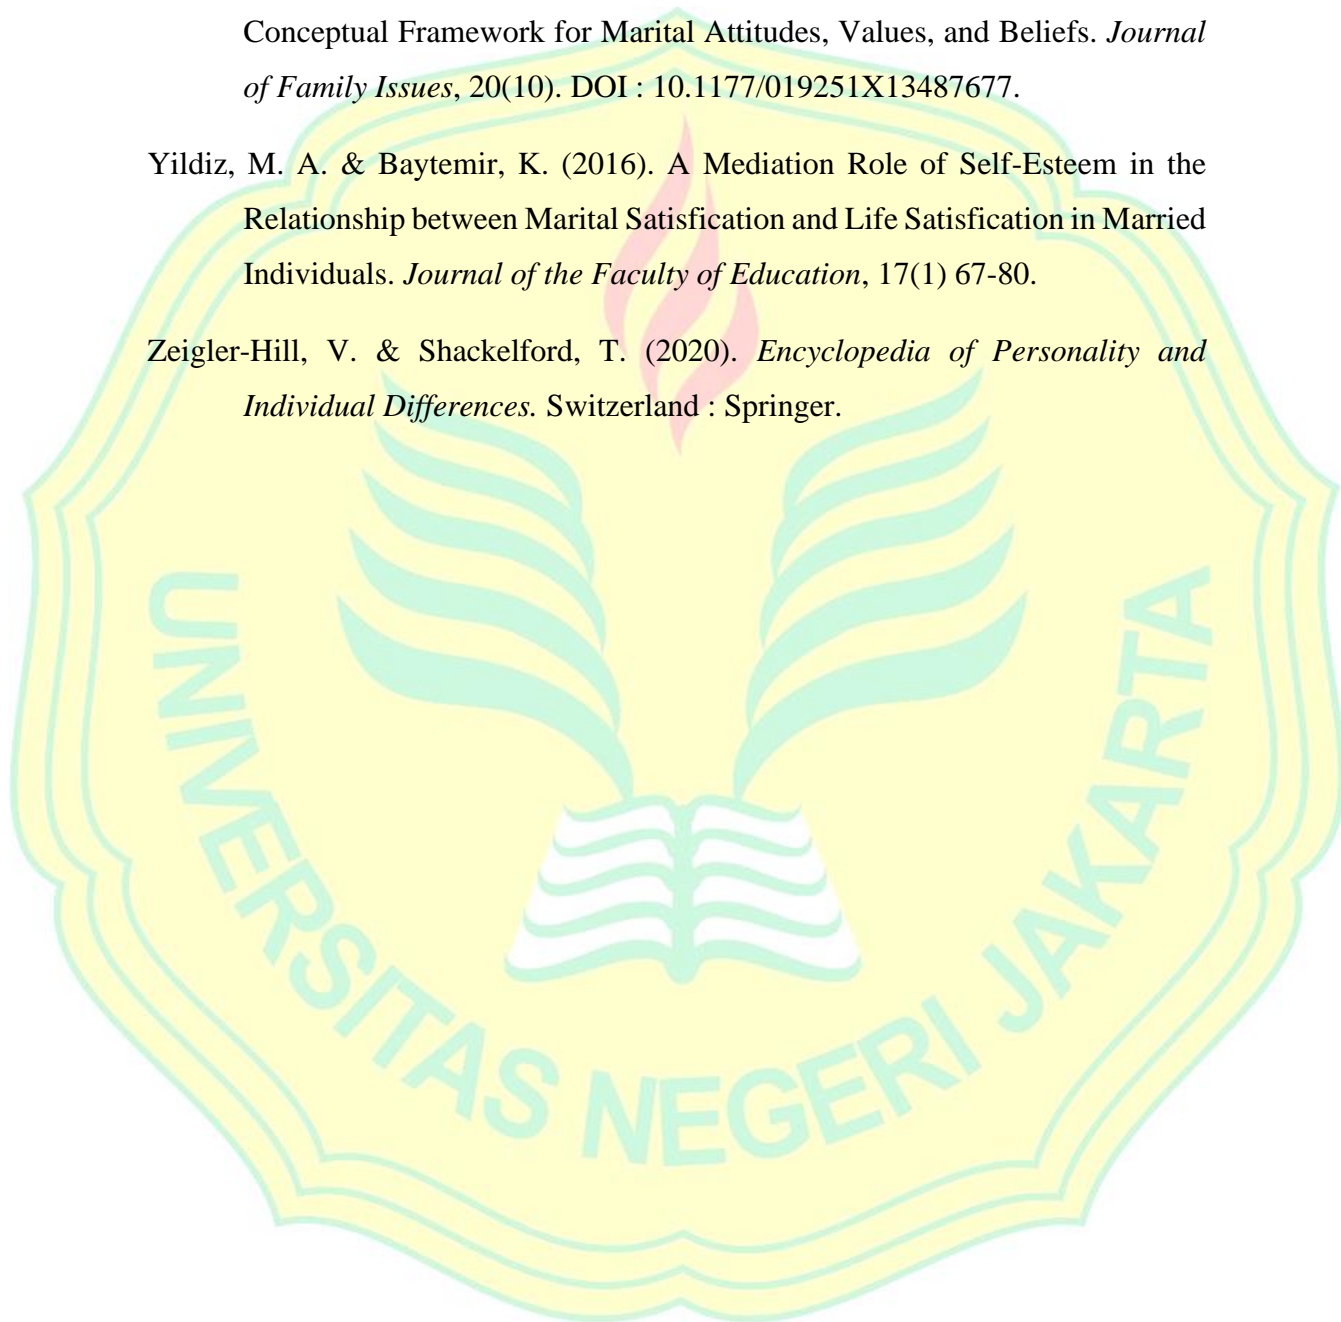 Conceptual Framework for Marital Attitudes, Values, and Beliefs. Journal
of Family Issues, 20(10). DOI : 10.1177/019251X13487677.
Yildiz, M. A. & Baytemir, K. (2016). A Mediation Role of Self-Esteem in the
Relationship between Marital Satisfication and Life Satisfication in Married
Individuals. Journal of the Faculty of Education, 17(1) 67-80.
Zeigler-Hill, V. & Shackelford, T. (2020). Encyclopedia of Personality and
Individual Differences. Switzerland : Springer.
UNIVERSITAS NEGERI JAKARTA